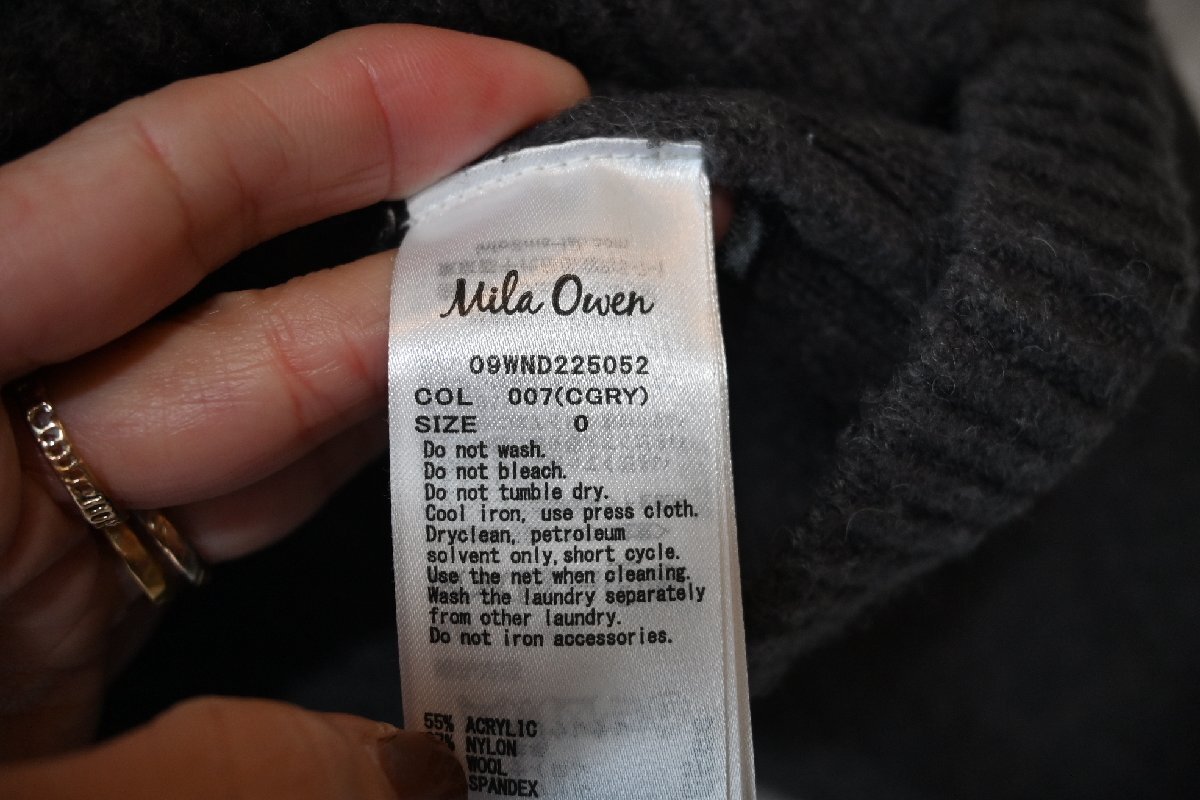 Mila Owen
09WND225052
COL 007(CGRY)
SIZE 0
Do not wash.
Do not bleach.
Do not tumble dry.
Cool iron, use press cloth.
Dryclean, petroleum
solvent only,short cycle.
Use the net when cleaning.
Wash the laundry separately
from other laundry.
Do not iron accessories.
55% ACRYLIC
NYLON
WOOL
SPANDEX